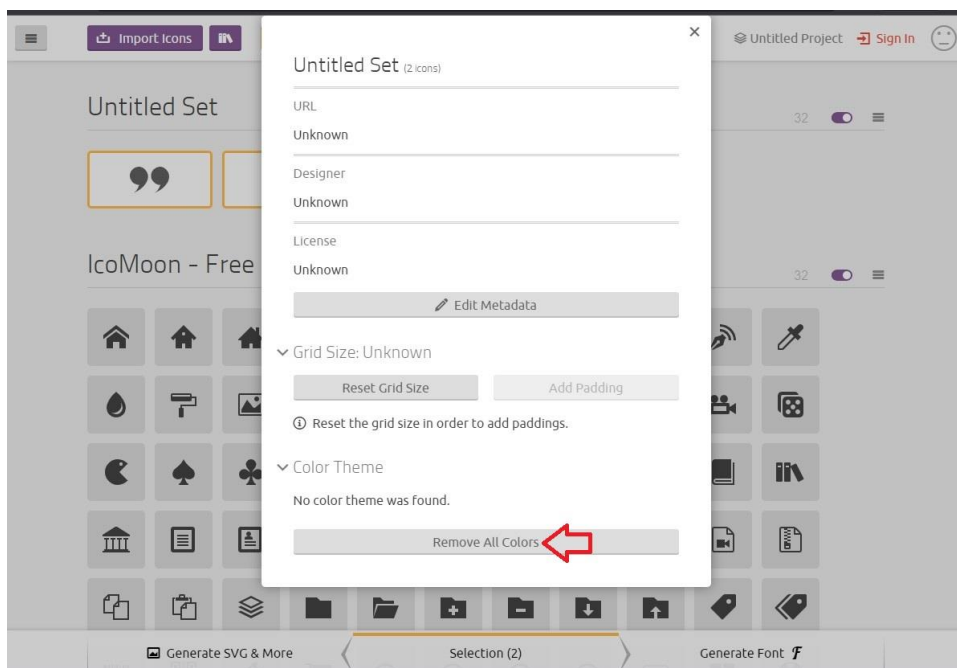 Import Icons
Untitled Project
Sign In
Untitled Set
32
IcoMoon - Free
32
Untitled Set (2 icons)
URL
Unknown
Designer
Unknown
License
Unknown
Edit Metadata
Grid Size: Unknown
Reset Grid Size
Add Padding
Reset the grid size in order to add paddings.
Color Theme
No color theme was found.
Remove All Colors
Generate SVG & More
Selection (2)
Generate Font F